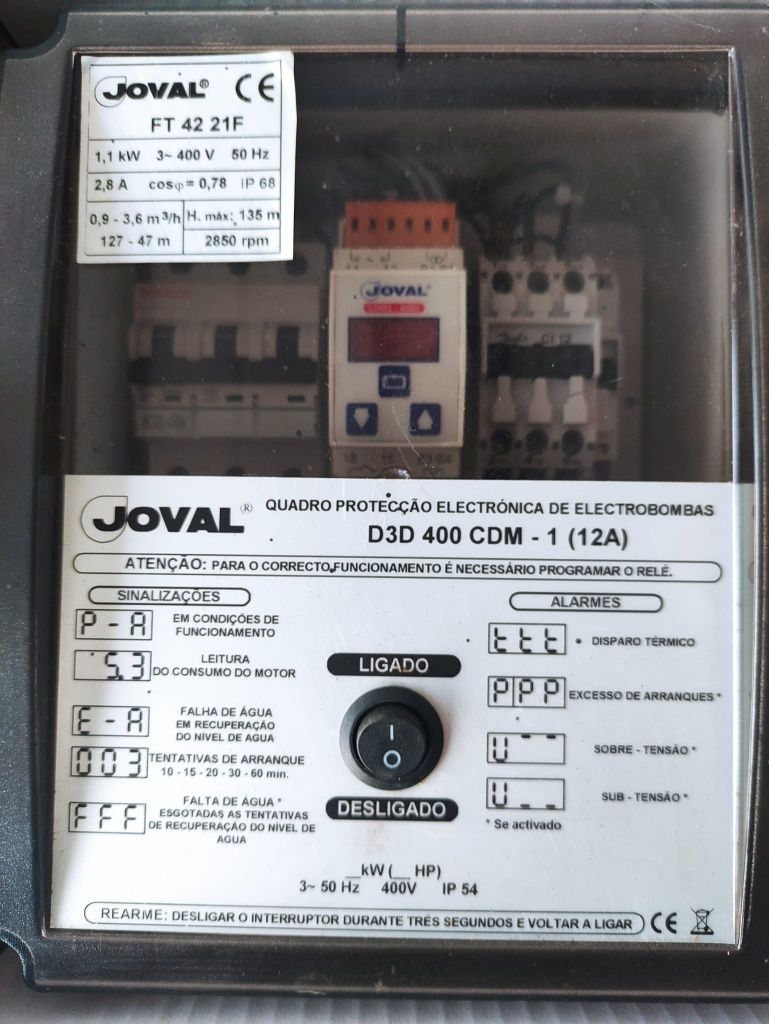 JOVAL® CE
FT 42 21F
1,1 kW 3~ 400 V 50 Hz
2,8 A cosφ= 0,78 IP 68
0,9 - 3,6 m³/h H. máx: 135 m
127 - 47 m 2850 rpm
JOVAL
CI 12
JOVAL® QUADRO PROTECÇÃO ELECTRÓNICA DE ELECTROBOMBAS
D3D 400 CDM - 1 (12A)
ATENÇÃO: PARA O CORRECTO FUNCIONAMENTO É NECESSÁRIO PROGRAMAR O RELÉ.
SINALIZAÇÕES
P-A EM CONDIÇÕES DE
FUNCIONAMENTO
5.3 LEITURA
DO CONSUMO DO MOTOR
E-A FALHA DE ÁGUA
EM RECUPERAÇÃO
DO NÍVEL DE AGUA
003 TENTATIVAS DE ARRANQUE
10 - 15 - 20 - 30 - 60 min.
FFF FALTA DE ÁGUA *
ESGOTADAS AS TENTATIVAS
DE RECUPERAÇÃO DO NÍVEL DE
AGUA
LIGADO
I
O
DESLIGADO
ALARMES
ttt • DISPARO TÉRMICO
PPP EXCESSO DE ARRANQUES *
U¯¯ SOBRE - TENSÃO *
U_ _ SUB - TENSÃO *
* Se activado
__kW (__ HP)
3~ 50 Hz 400V IP 54
REARME: DESLIGAR O INTERRUPTOR DURANTE TRÊS SEGUNDOS E VOLTAR A LIGAR CE